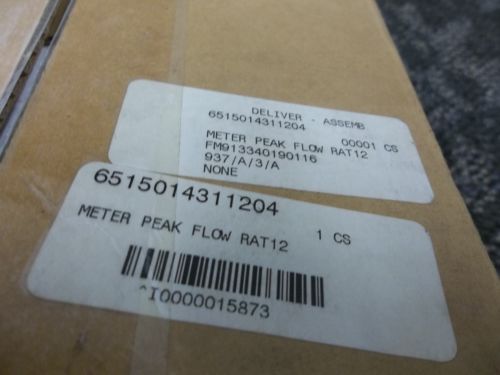 DELIVER - ASSEMB
6515014311204 00001 CS
METER PEAK FLOW RAT12
FM913340190116
937/A/3/A
NONE
6515014311204
METER PEAK FLOW RAT12 1 CS
^I0000015873